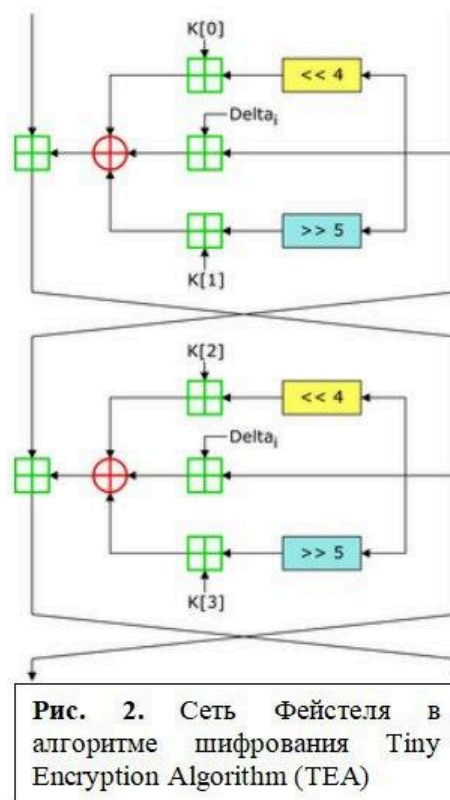 K[0]
<< 4
Delta i
>> 5
K[1]
K[2]
<< 4
Delta i
>> 5
K[3]
Рис. 2. Сеть Фейстеля в
алгоритме шифрования Tiny
Encryption Algorithm (TEA)